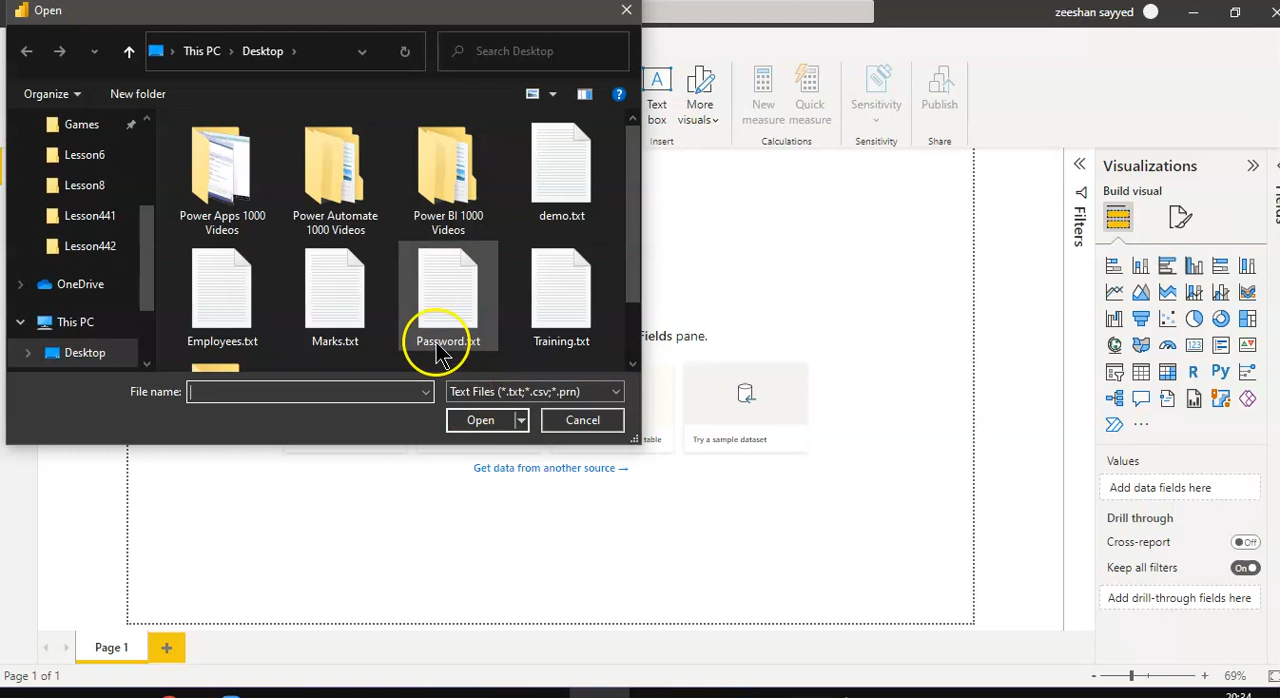 Open
zeeshan sayyed
This PC
Desktop
Search Desktop
Organize
New folder
Games
Lesson6
Lesson8
Lesson441
Lesson442
OneDrive
This PC
Desktop
Power Apps 1000
Videos
Power Automate
1000 Videos
Power BI 1000
Videos
demo.txt
Employees.txt
Marks.txt
Password.txt
Training.txt
File name:
Text Files (*.txt;*.csv;*.prn)
Open
Cancel
A
Text
box
More
visuals
Insert
New
measure
Quick
measure
Calculations
Sensitivity
Sensitivity
Publish
Share
Fields pane.
table
Try a sample dataset
Get data from another source →
Filters
Visualizations
Build visual
123
R
Py
...
Values
Add data fields here
Drill through
Cross-report
Off
Keep all filters
On
Add drill-through fields here
Page 1
+
Page 1 of 1
-
+
69%